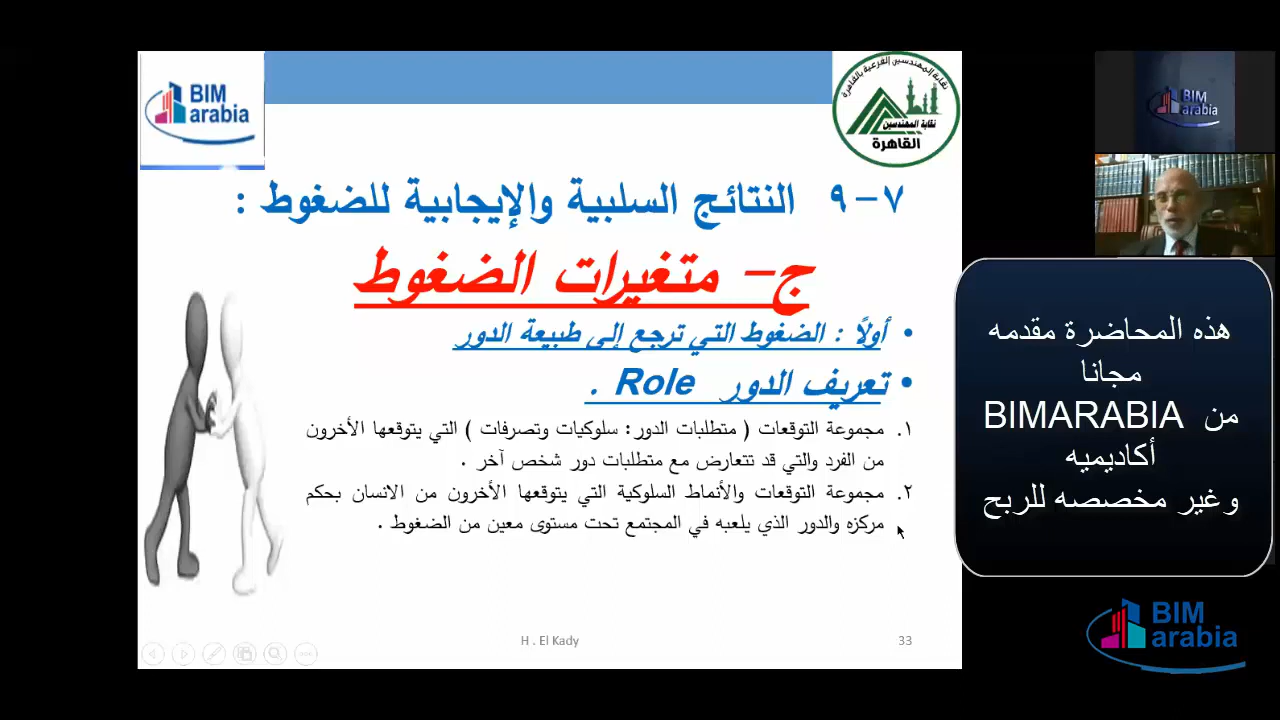 BIM
arabia
نقابة المهندسين الفرعية بالقاهرة
نقابة المهندسين
القاهرة
٧-٩ النتائج السلبية والإيجابية للضغوط :
ج- متغيرات الضغوط
• أولاً : الضغوط التي ترجع إلى طبيعة الدور
• تعريف الدور Role .
١. مجموعة التوقعات ( متطلبات الدور: سلوكيات وتصرفات ) التي يتوقعها الأخرون
من الفرد والتي قد تتعارض مع متطلبات دور شخص آخر .
٢. مجموعة التوقعات والأنماط السلوكية التي يتوقعها الأخرون من الانسان بحكم
مركزه والدور الذي يلعبه في المجتمع تحت مستوى معين من الضغوط .
H . El Kady
33
BIM
arabia
هذه المحاضرة مقدمه
مجانا
من BIMARABIA
أكاديميه
وغير مخصصه للربح
BIM
arabia